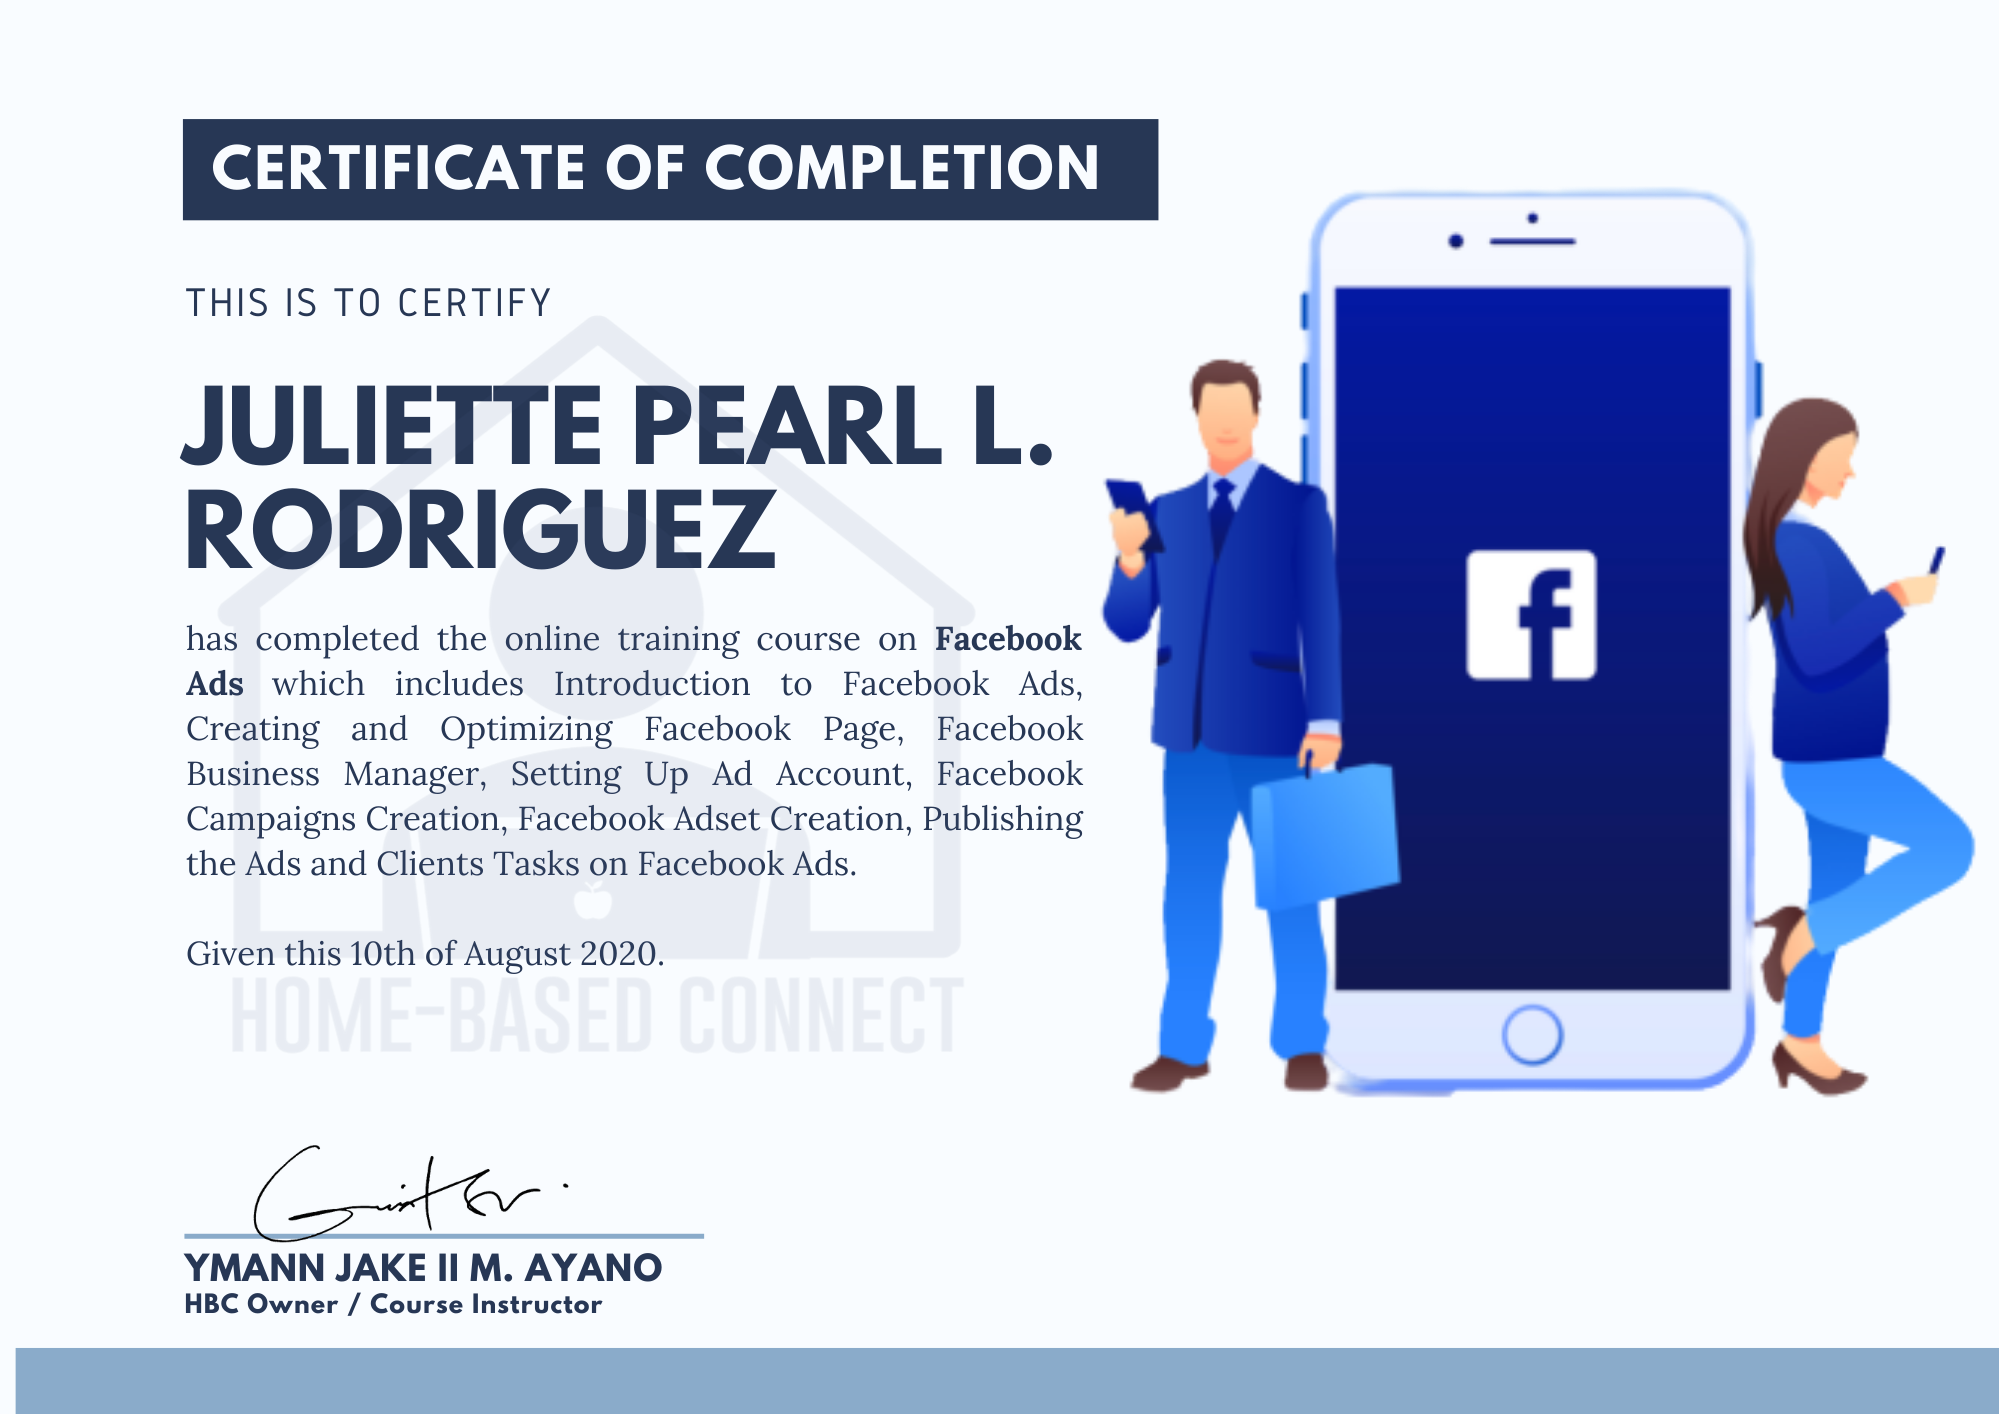 CERTIFICATE OF COMPLETION
THIS IS TO CERTIFY
JULIETTE PEARL L.
RODRIGUEZ
has completed the online training course on Facebook
Ads which includes Introduction to Facebook Ads,
Creating and Optimizing Facebook Page, Facebook
Business Manager, Setting Up Ad Account, Facebook
Campaigns Creation, Facebook Adset Creation, Publishing
the Ads and Clients Tasks on Facebook Ads.
Given this 10th of August 2020.
HOME-BASED CONNECT
YMANN JAKE II M. AYANO
HBC Owner / Course Instructor